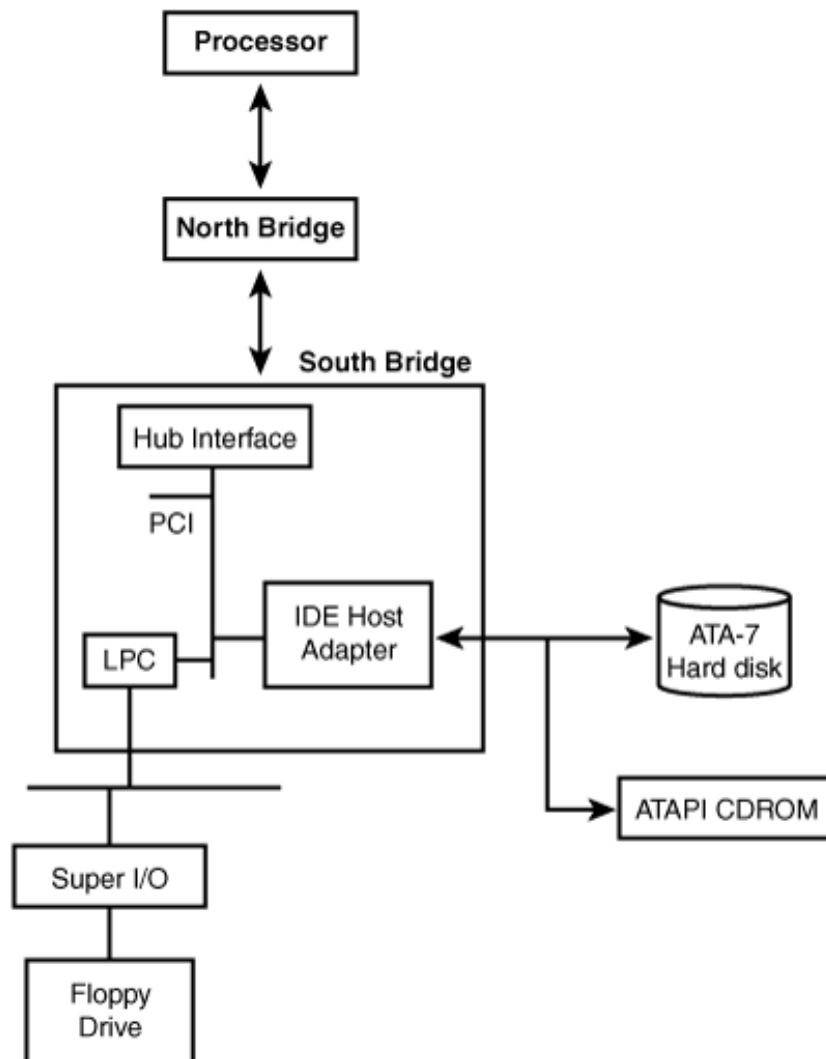 Processor
North Bridge
South Bridge
Hub Interface
PCI
IDE Host
Adapter
LPC
ATA-7
Hard disk
ATAPI CDROM
Super I/O
Floppy
Drive